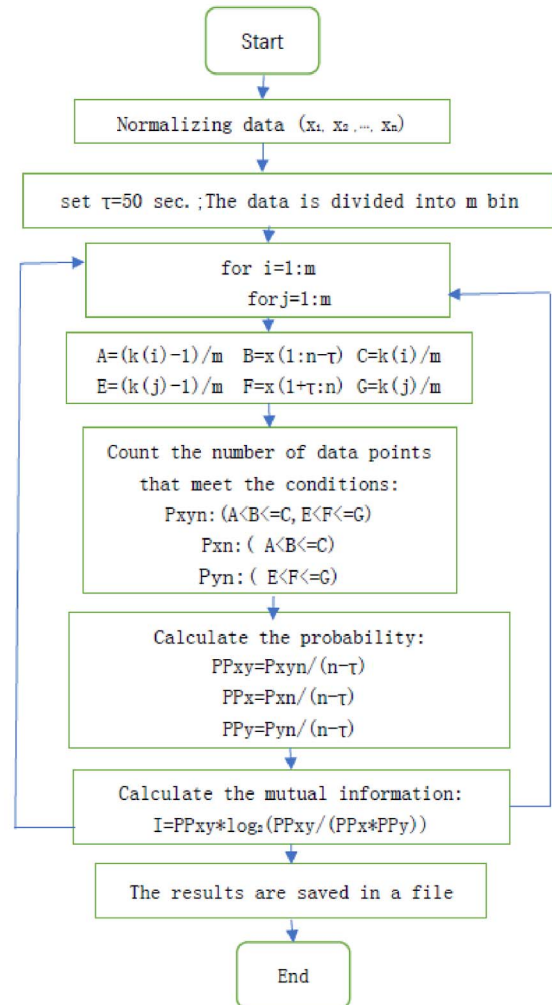 Start
Normalizing data (x₁, x₂ ,…, xₙ)
set τ=50 sec.;The data is divided into m bin
for i=1:m
forj=1:m
A=(k(i)-1)/m B=x(1:n-τ) C=k(i)/m
E=(k(j)-1)/m F=x(1+τ:n) G=k(j)/m
Count the number of data points
that meet the conditions:
Pxyn:(A<B<=C,E<F<=G)
Pxn:( A<B<=C)
Pyn:( E<F<=G)
Calculate the probability:
PPxy=Pxyn/(n-τ)
PPx=Pxn/(n-τ)
PPy=Pyn/(n-τ)
Calculate the mutual information:
I=PPxy*log₂(PPxy/(PPx*PPy))
The results are saved in a file
End